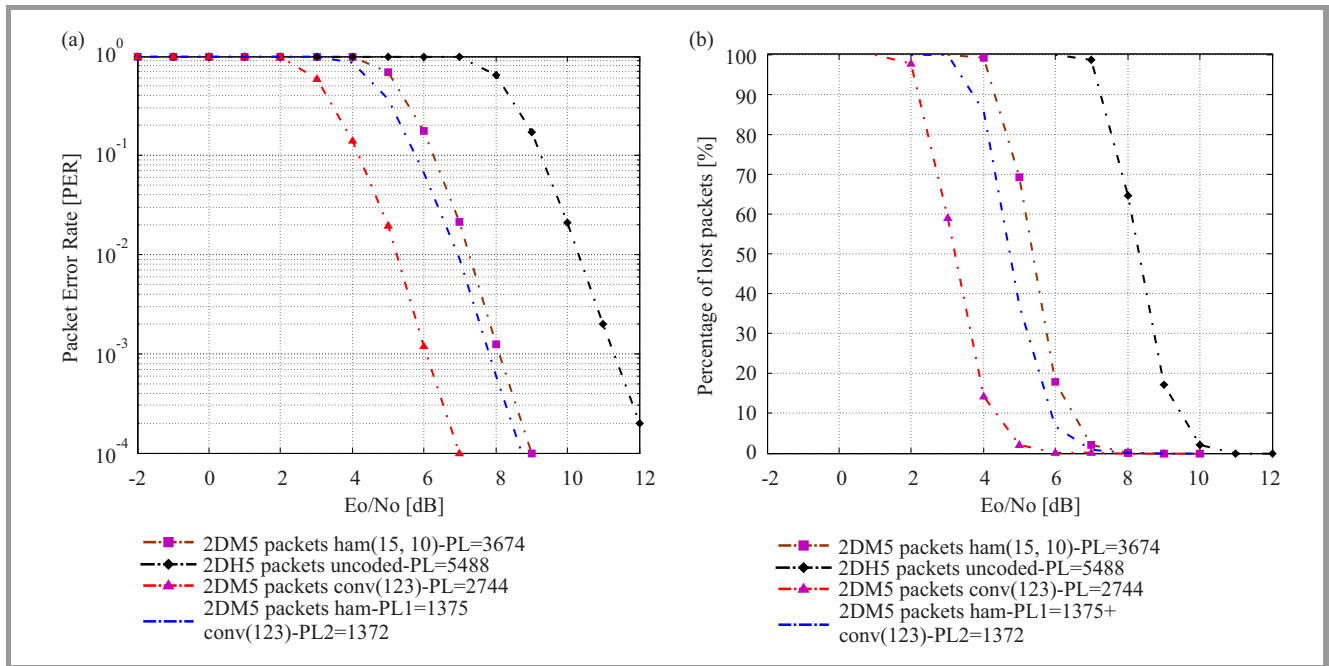 (a)
10^0
10^-1
10^-2
10^-3
10^-4
Packet Error Rate [PER]
-2 0 2 4 6 8 10 12
Eo/No [dB]
2DM5 packets ham(15, 10)-PL=3674
2DH5 packets uncoded-PL=5488
2DM5 packets conv(123)-PL=2744
2DM5 packets ham-PL1=1375
conv(123)-PL2=1372
(b)
100
90
80
70
60
50
40
30
20
10
0
Percentage of lost packets [%]
-2 0 2 4 6 8 10 12
Eo/No [dB]
2DM5 packets ham(15, 10)-PL=3674
2DH5 packets uncoded-PL=5488
2DM5 packets conv(123)-PL=2744
2DM5 packets ham-PL1=1375+
conv(123)-PL2=1372